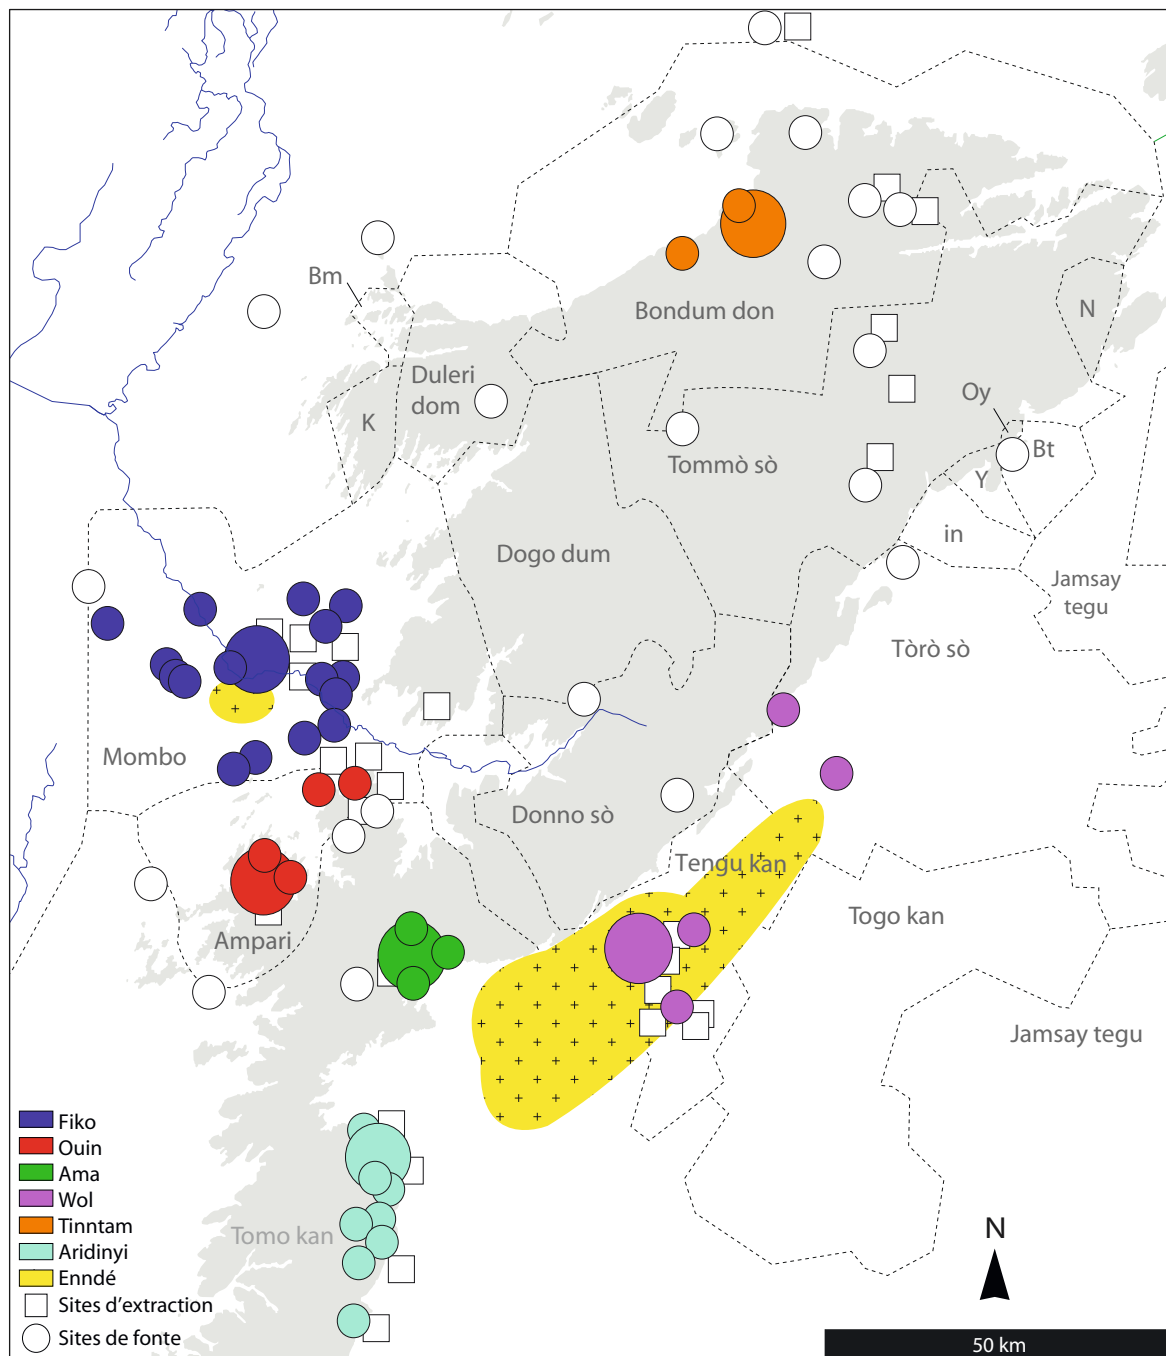 Bm
Bondum don
N
Duleri
dom
K
Oy
Bt
Tommò sò
Y
in
Dogo dum
Jamsay
tegu
Tòrò sò
Mombo
Donno sò
Tengu kan
Togo kan
Ampari
Jamsay tegu
Tomo kan
Fiko
Ouin
Ama
Wol
Tinntam
Aridinyi
Enndé
Sites d'extraction
Sites de fonte
N
50 km